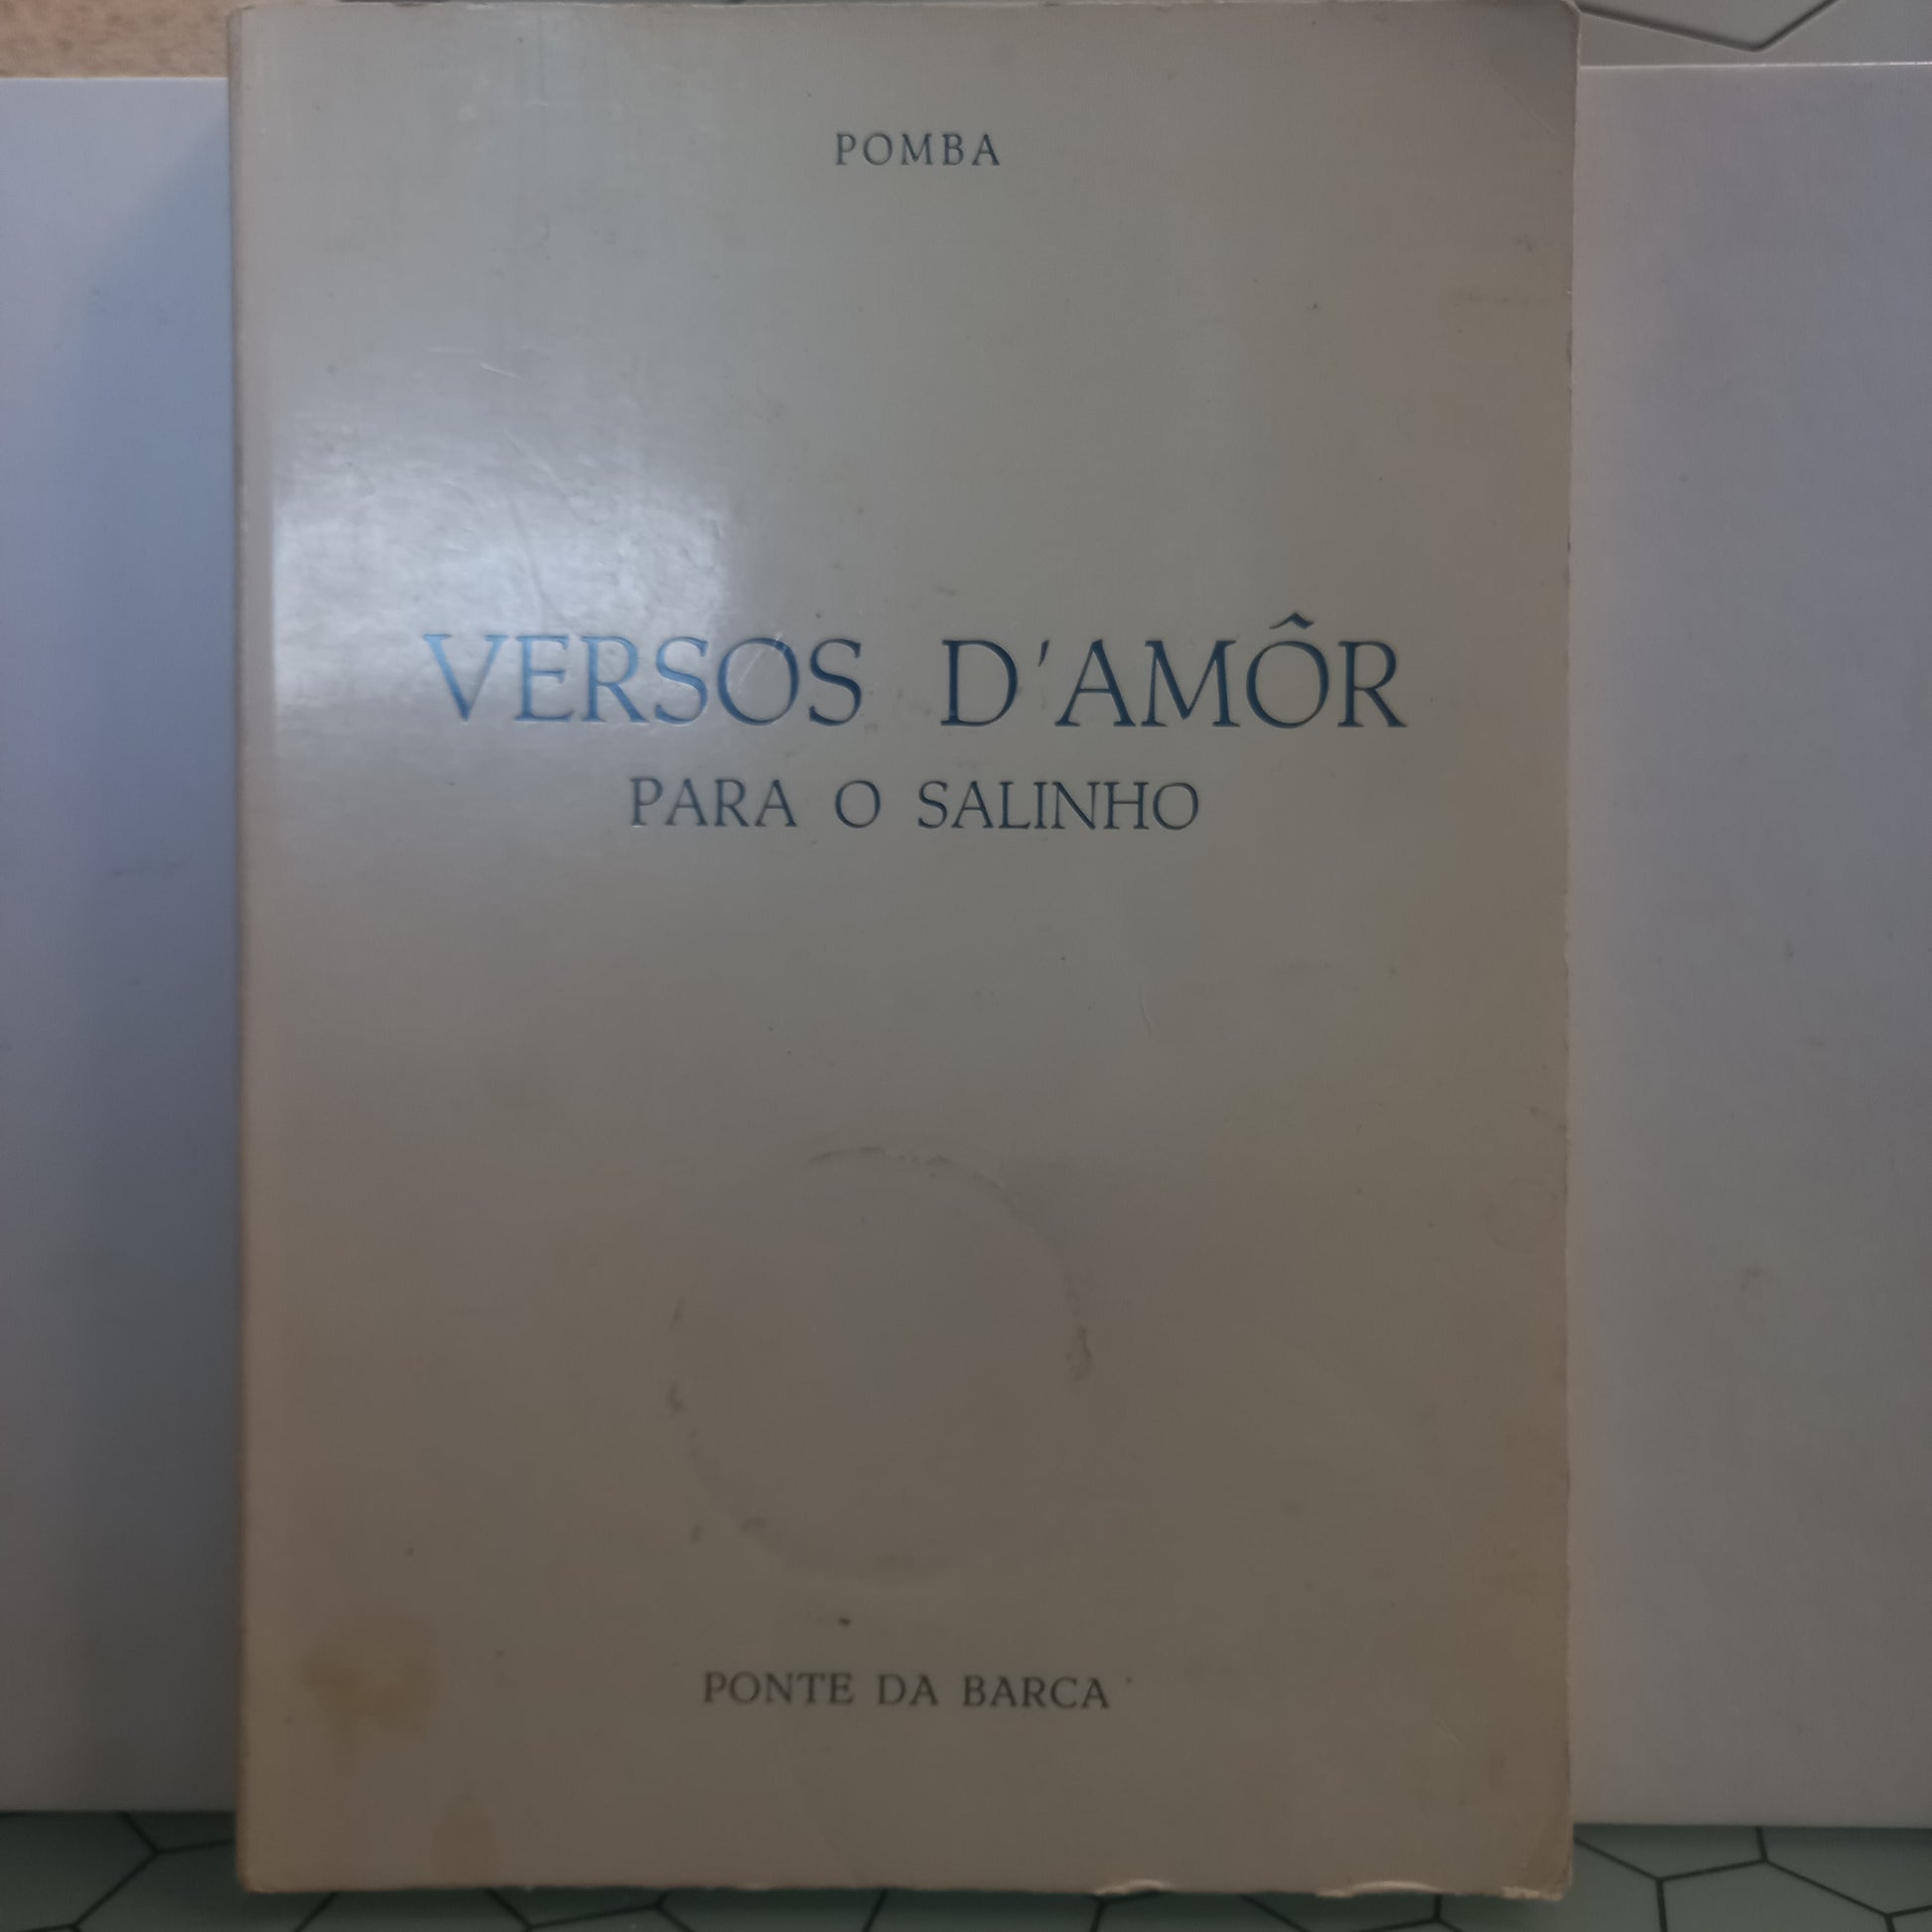 POMBA
VERSOS D'AMÔR
PARA O SALINHO
PONTE DA BARCA